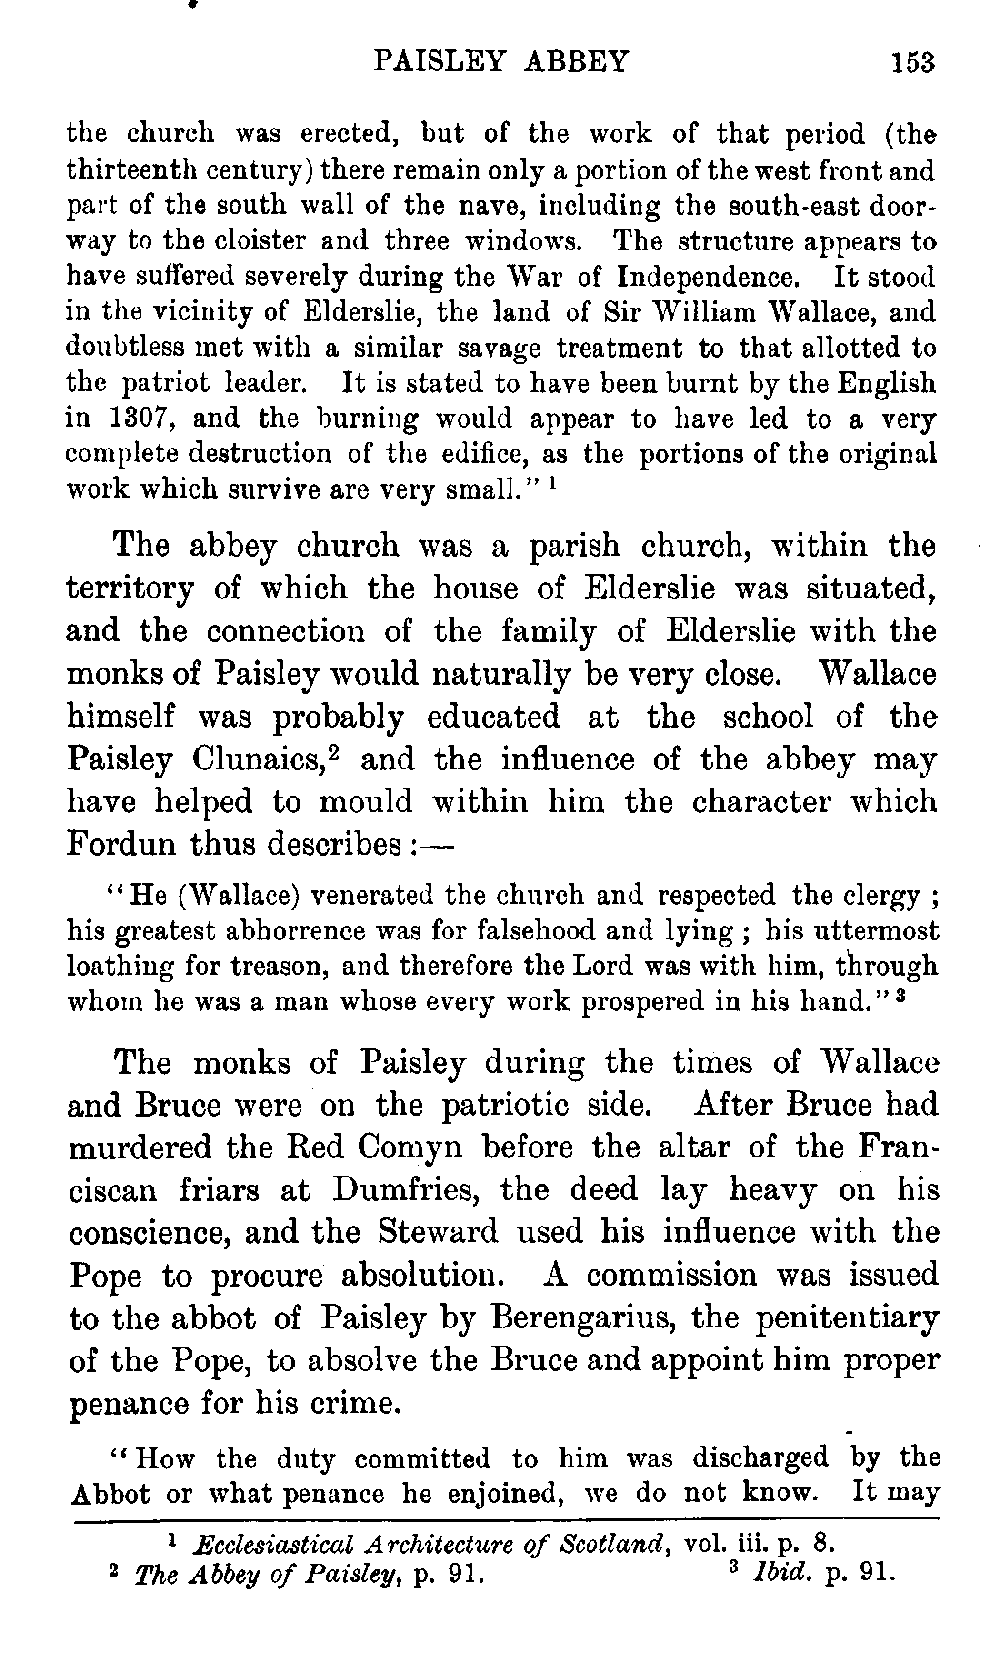 PAISLEY ABBEY 153
the church was erected, but of the work of that period (the
thirteenth century) there remain only a portion of the west front and
part of the south wall of the nave, including the south-east door-
way to the cloister and three windows. The structure appears to
have suffered severely during the War of Independence. It stood
in the vicinity of Elderslie, the land of Sir William Wallace, and
doubtless met with a similar savage treatment to that allotted to
the patriot leader. It is stated to have been burnt by the English
in 1307, and the burning would appear to have led to a very
complete destruction of the edifice, as the portions of the original
work which survive are very small." 1
The abbey church was a parish church, within the
territory of which the house of Elderslie was situated,
and the connection of the family of Elderslie with the
monks of Paisley would naturally be very close. Wallace
himself was probably educated at the school of the
Paisley Clunaics,2 and the influence of the abbey may
have helped to mould within him the character which
Fordun thus describes :—
"He (Wallace) venerated the church and respected the clergy ;
his greatest abhorrence was for falsehood and lying ; his uttermost
loathing for treason, and therefore the Lord was with him, through
whom he was a man whose every work prospered in his hand." 3
The monks of Paisley during the times of Wallace
and Bruce were on the patriotic side. After Bruce had
murdered the Red Comyn before the altar of the Fran-
ciscan friars at Dumfries, the deed lay heavy on his
conscience, and the Steward used his influence with the
Pope to procure absolution. A commission was issued
to the abbot of Paisley by Berengarius, the penitentiary
of the Pope, to absolve the Bruce and appoint him proper
penance for his crime.
"How the duty committed to him was discharged by the
Abbot or what penance he enjoined, we do not know. It may
1 Ecclesiastical Architecture of Scotland, vol. iii. p. 8.
2 The Abbey of Paisley, p. 91. 3 Ibid. p. 91.